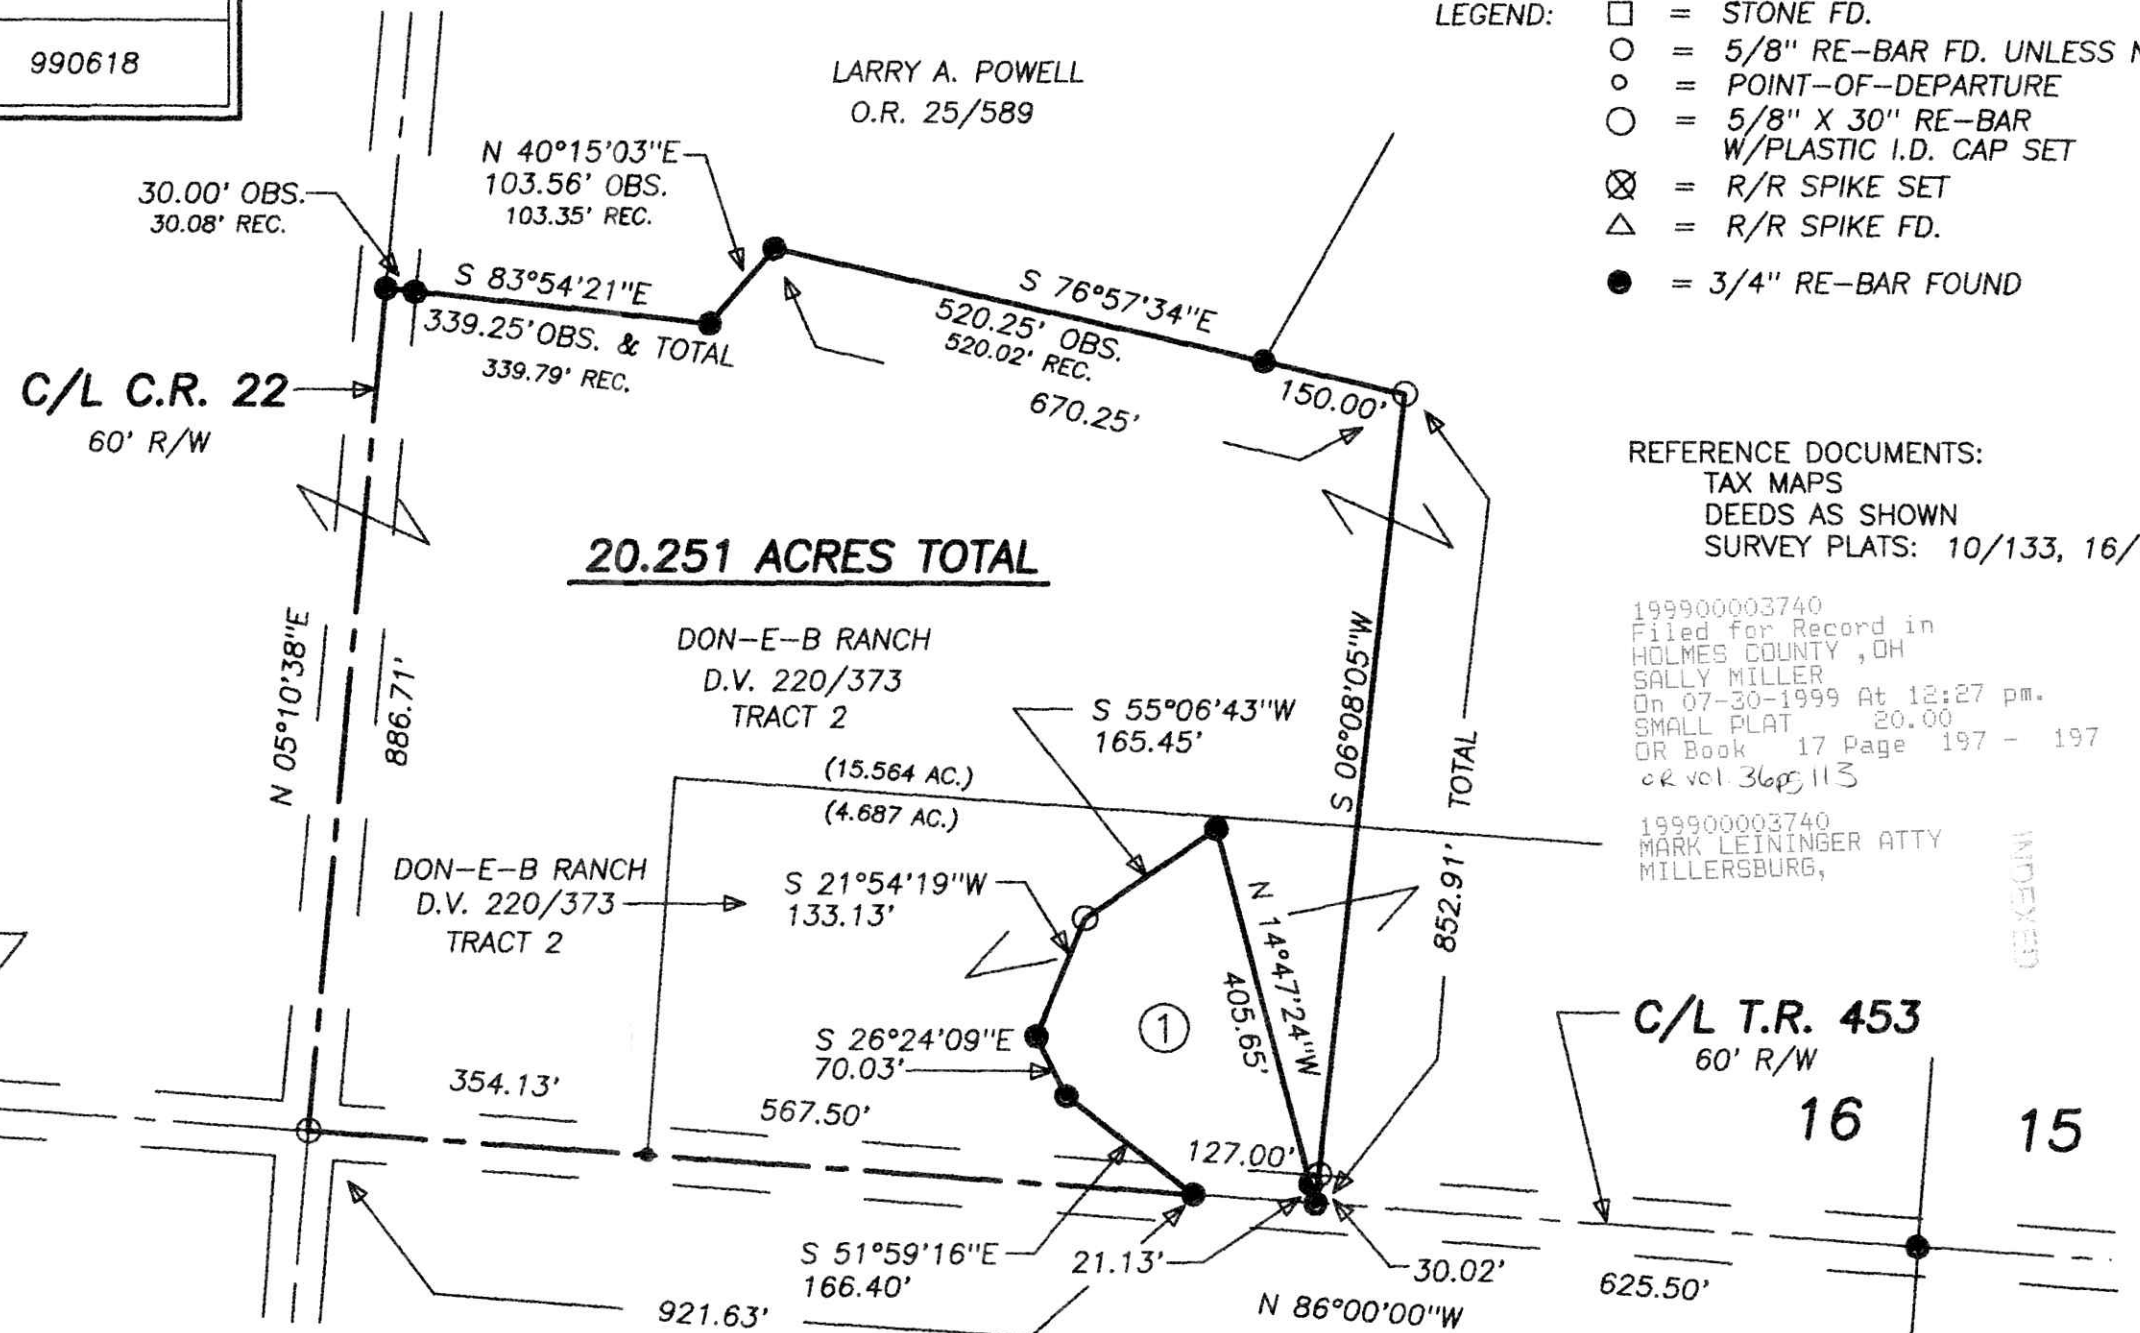 990618
LARRY A. POWELL
O.R. 25/589
LEGEND:
□ = STONE FD.
○ = 5/8" RE-BAR FD. UNLESS
○ = POINT-OF-DEPARTURE
○ = 5/8" X 30" RE-BAR
W/PLASTIC I.D. CAP SET
⊗ = R/R SPIKE SET
△ = R/R SPIKE FD.
● = 3/4" RE-BAR FOUND
30.00' OBS.
30.08' REC.
N 40°15'03"E
103.56' OBS.
103.35' REC.
S 83°54'21"E
339.25' OBS. & TOTAL
339.79' REC.
S 76°57'34"E
520.25' OBS.
520.02' REC.
670.25'
150.00'
C/L C.R. 22
60' R/W
REFERENCE DOCUMENTS:
TAX MAPS
DEEDS AS SHOWN
SURVEY PLATS: 10/133, 16/
20.251 ACRES TOTAL
DON-E-B RANCH
D.V. 220/373
TRACT 2
N 05°10'38"E
886.71'
S 06°08'05"W
852.91' TOTAL
199900003740
Filed for Record in
HOLMES COUNTY ,OH
SALLY MILLER
On 07-30-1999 At 12:27 pm.
SMALL PLAT 20.00
OR Book 17 Page 197 - 197
OR vol. 36 pg 113
199900003740
MARK LEININGER ATTY
MILLERSBURG,
INDEXED
S 55°06'43"W
165.45'
(15.564 AC.)
(4.687 AC.)
DON-E-B RANCH
D.V. 220/373
TRACT 2
S 21°54'19"W
133.13'
N 14°47'24"W
405.65'
1
S 26°24'09"E
70.03'
C/L T.R. 453
60' R/W
16
15
354.13'
567.50'
127.00'
S 51°59'16"E
166.40'
21.13'
30.02'
625.50'
921.63'
N 86°00'00"W